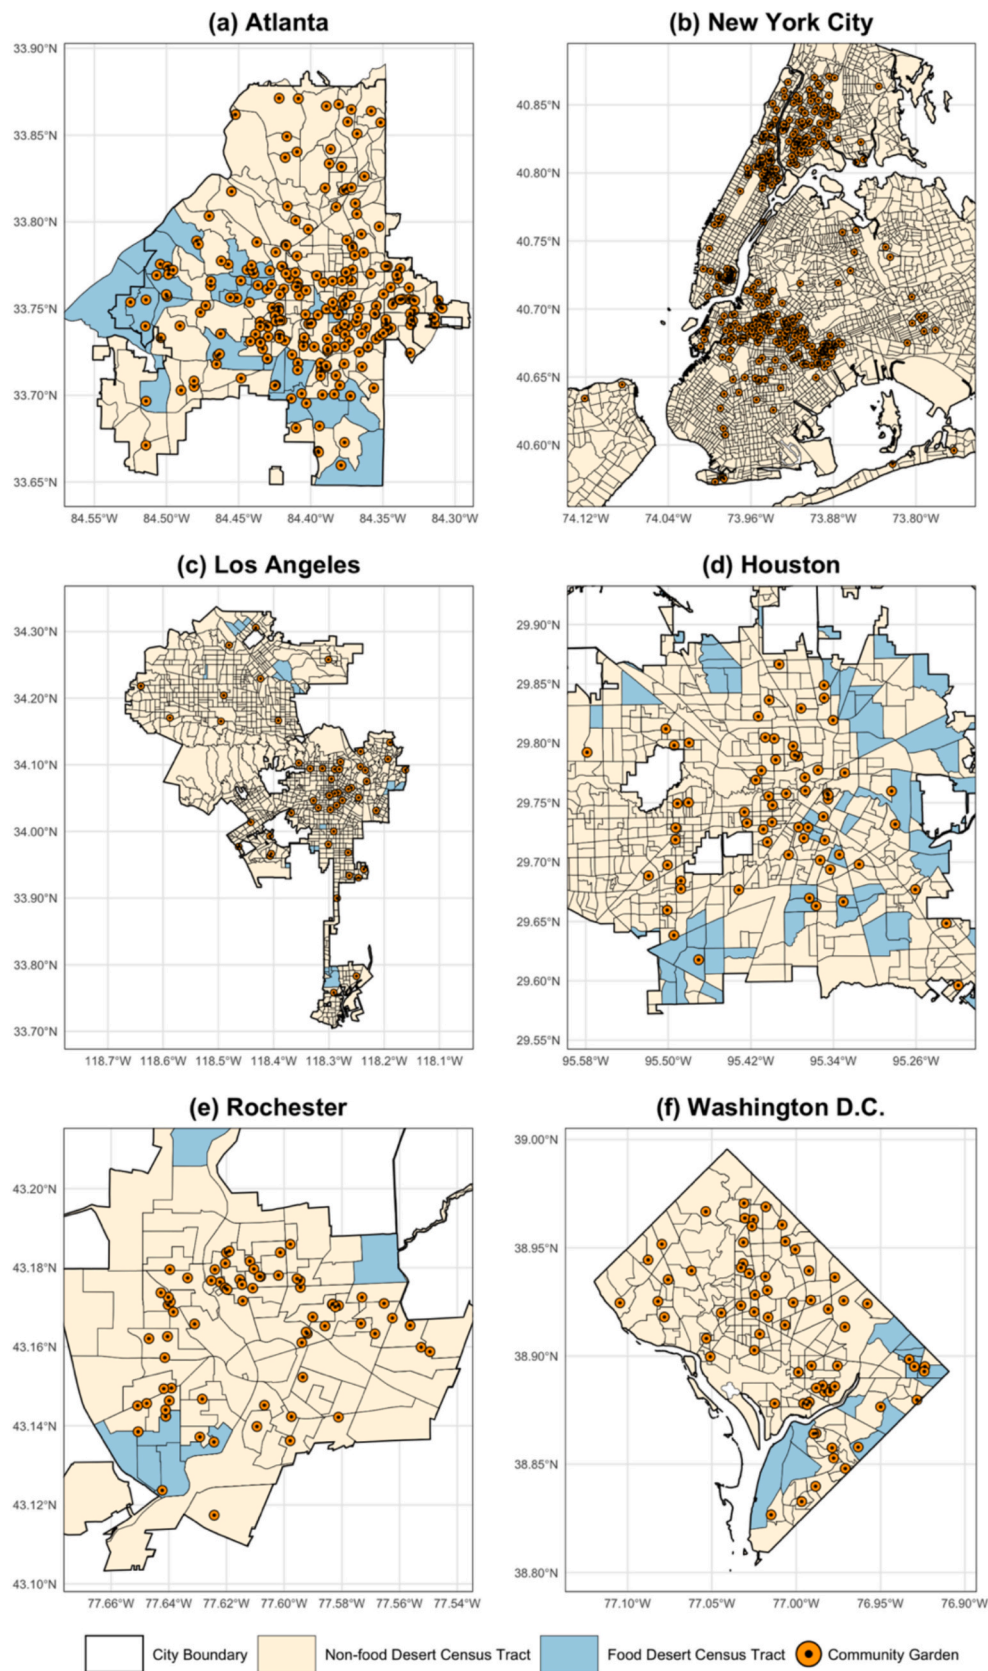 (a) Atlanta
33.90°N
33.85°N
33.80°N
33.75°N
33.70°N
33.65°N
84.55°W 84.50°W 84.45°W 84.40°W 84.35°W 84.30°W
(b) New York City
40.85°N
40.80°N
40.75°N
40.70°N
40.65°N
40.60°N
74.12°W 74.04°W 73.96°W 73.88°W 73.80°W
(c) Los Angeles
34.30°N
34.20°N
34.10°N
34.00°N
33.90°N
33.80°N
33.70°N
118.7°W 118.6°W 118.5°W 118.4°W 118.3°W 118.2°W 118.1°W
(d) Houston
29.90°N
29.85°N
29.80°N
29.75°N
29.70°N
29.65°N
29.60°N
29.55°N
95.58°W 95.50°W 95.42°W 95.34°W 95.26°W
(e) Rochester
43.20°N
43.18°N
43.16°N
43.14°N
43.12°N
43.10°N
77.66°W 77.64°W 77.62°W 77.60°W 77.58°W 77.56°W 77.54°W
(f) Washington D.C.
39.00°N
38.95°N
38.90°N
38.85°N
38.80°N
77.10°W 77.05°W 77.00°W 76.95°W 76.90°W
City Boundary Non-food Desert Census Tract Food Desert Census Tract Community Garden